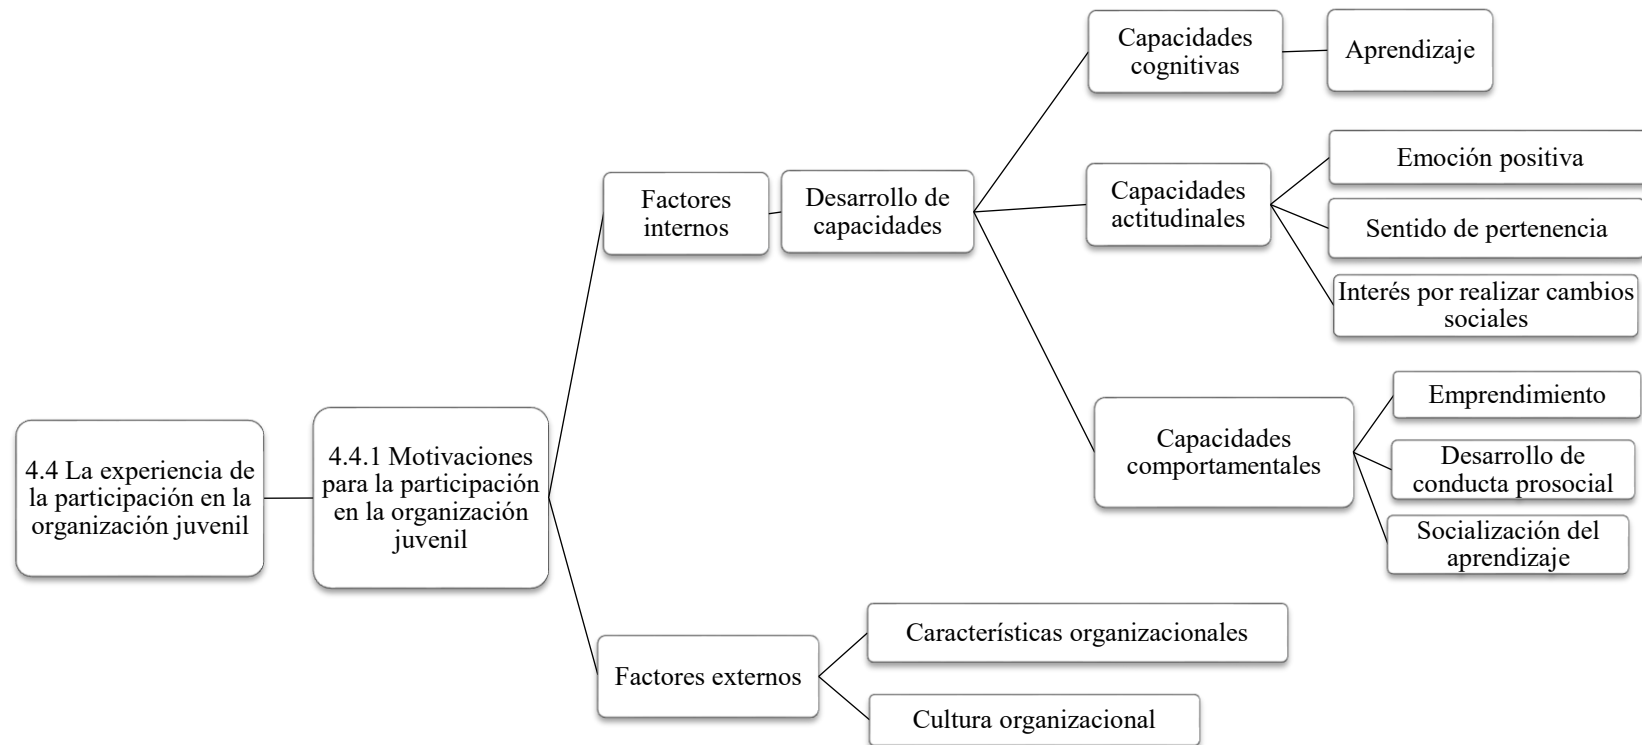 4.4 La experiencia de
la participación en la
organización juvenil
4.4.1 Motivaciones
para la participación
en la organización
juvenil
Factores
internos
Desarrollo de
capacidades
Capacidades
cognitivas
Aprendizaje
Capacidades
actitudinales
Emoción positiva
Sentido de pertenencia
Interés por realizar cambios
sociales
Capacidades
comportamentales
Emprendimiento
Desarrollo de
conducta prosocial
Socialización del
aprendizaje
Factores externos
Características organizacionales
Cultura organizacional